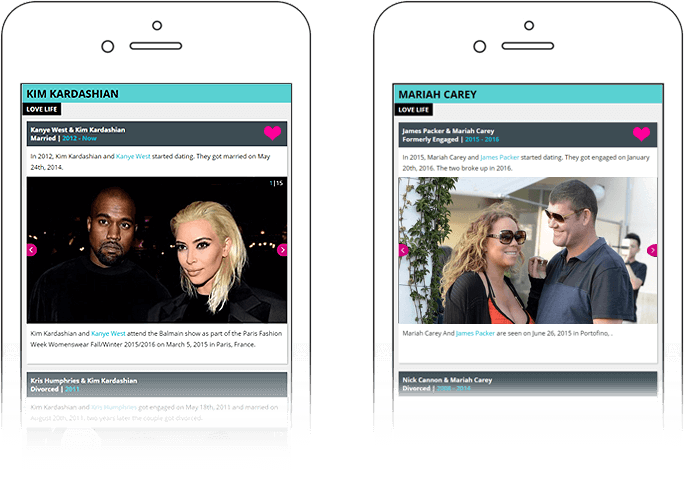 KIM KARDASHIAN
LOVE LIFE
Kanye West & Kim Kardashian
Married | 2012 - Now
In 2012, Kim Kardashian and Kanye West started dating. They got married on May
24th, 2014.
1|15
Kim Kardashian and Kanye West attend the Balmain show as part of the Paris Fashion
Week Womenswear Fall/Winter 2015/2016 on March 5, 2015 in Paris, France.
Kris Humphries & Kim Kardashian
Divorced | 2011
Kim Kardashian and Kris Humphries got engaged on May 18th, 2011 and married on
August 20th, 2011. two years later the couple got divorced.
MARIAH CAREY
LOVE LIFE
James Packer & Mariah Carey
Formerly Engaged | 2015 - 2016
In 2015, Mariah Carey and James Packer started dating. They got engaged on January
20th, 2016. The two broke up in 2016.
Mariah Carey And James Packer are seen on June 26, 2015 in Portofino, .
Nick Cannon & Mariah Carey
Divorced | 2008 - 2014